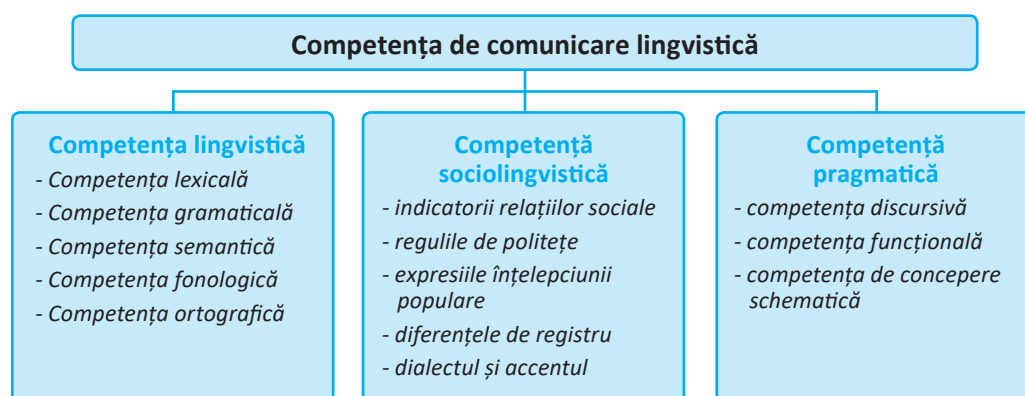 Competența de comunicare lingvistică
Competența lingvistică
- Competența lexicală
- Competența gramaticală
- Competența semantică
- Competența fonologică
- Competența ortografică
Competență
sociolingvistică
- indicatorii relațiilor sociale
- regulile de politețe
- expresiile înțelepciunii
populare
- diferențele de registru
- dialectul și accentul
Competență
pragmatică
- competența discursivă
- competența funcțională
- competența de concepere
schematică